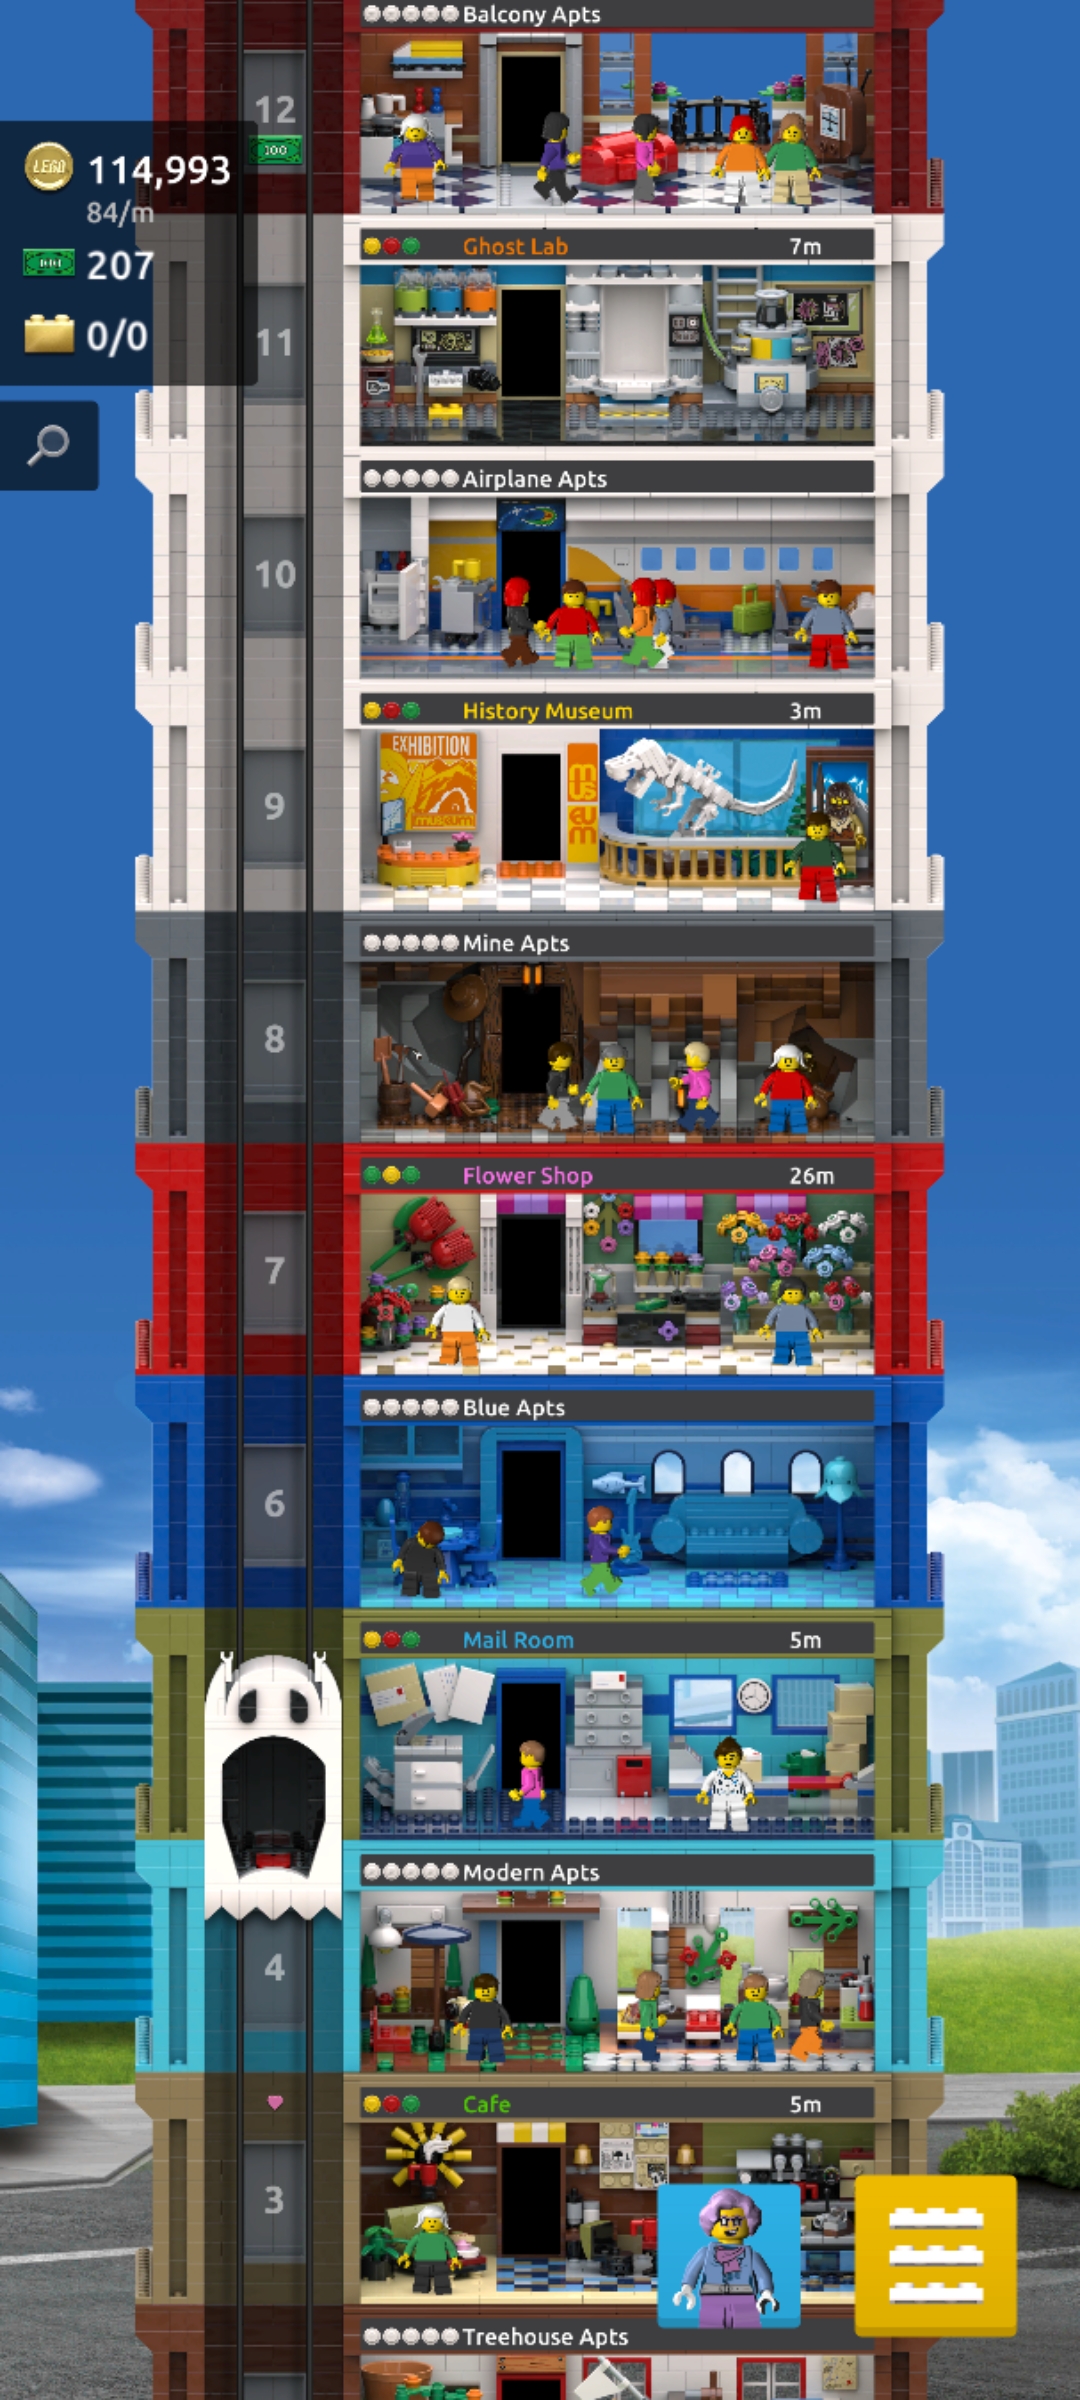 Balcony Apts
12
100
LEGO
114,993
84/m
207
0/0
Ghost Lab 7m
11
Airplane Apts
10
History Museum 3m
EXHIBITION
museum
mus
eum
9
Mine Apts
8
Flower Shop 26m
7
Blue Apts
6
Mail Room 5m
Modern Apts
4
Cafe 5m
3
Treehouse Apts